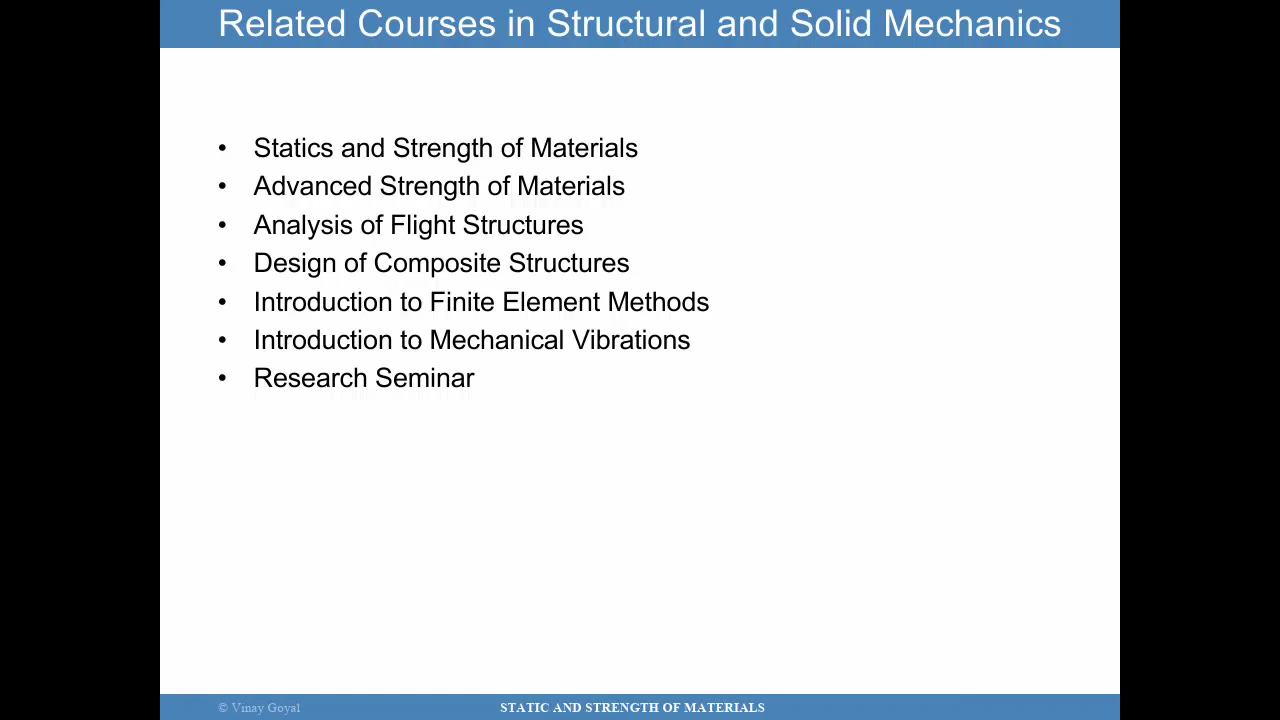 Related Courses in Structural and Solid Mechanics
• Statics and Strength of Materials
• Advanced Strength of Materials
• Analysis of Flight Structures
• Design of Composite Structures
• Introduction to Finite Element Methods
• Introduction to Mechanical Vibrations
• Research Seminar
© Vinay Goyal
STATIC AND STRENGTH OF MATERIALS